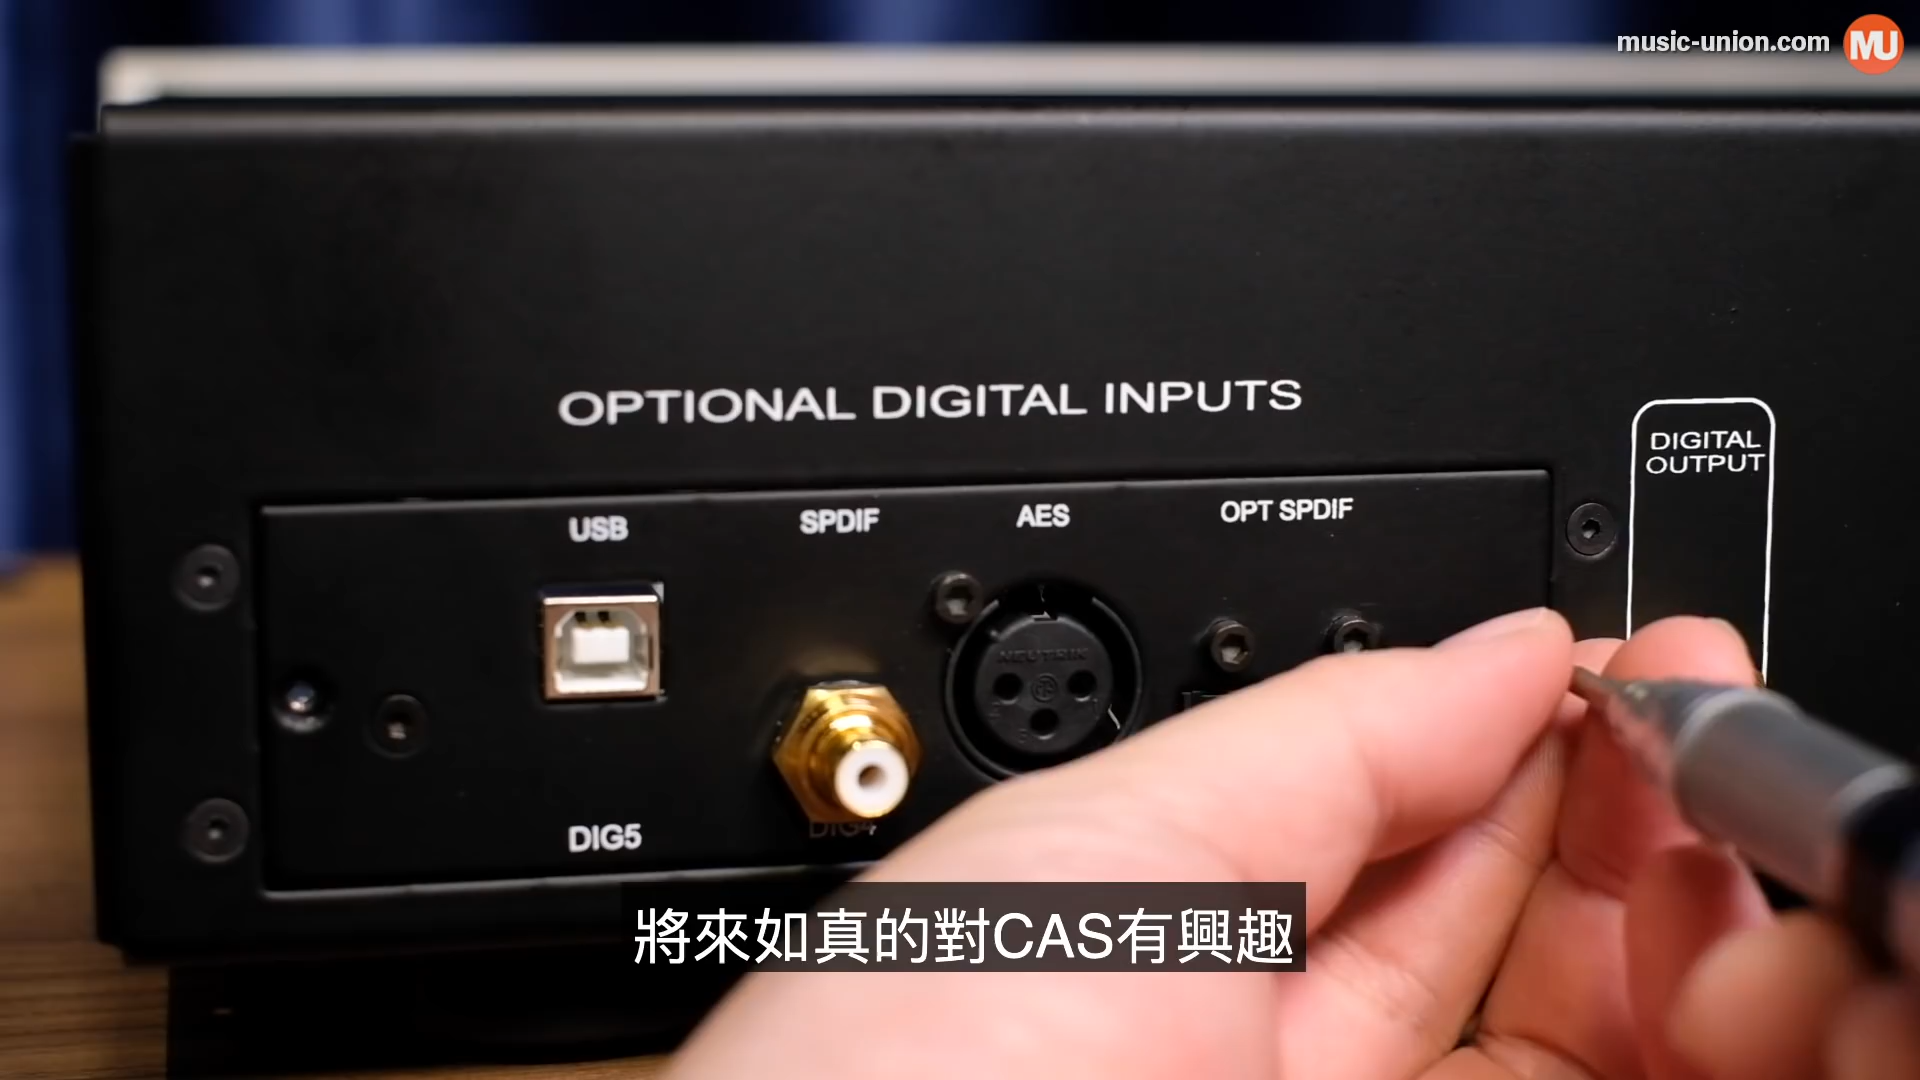 music-union.com MU
OPTIONAL DIGITAL INPUTS
DIGITAL
OUTPUT
USB
SPDIF
AES
OPT SPDIF
NEUTRIK
DIG5
DIG4
將來如真的對CAS有興趣